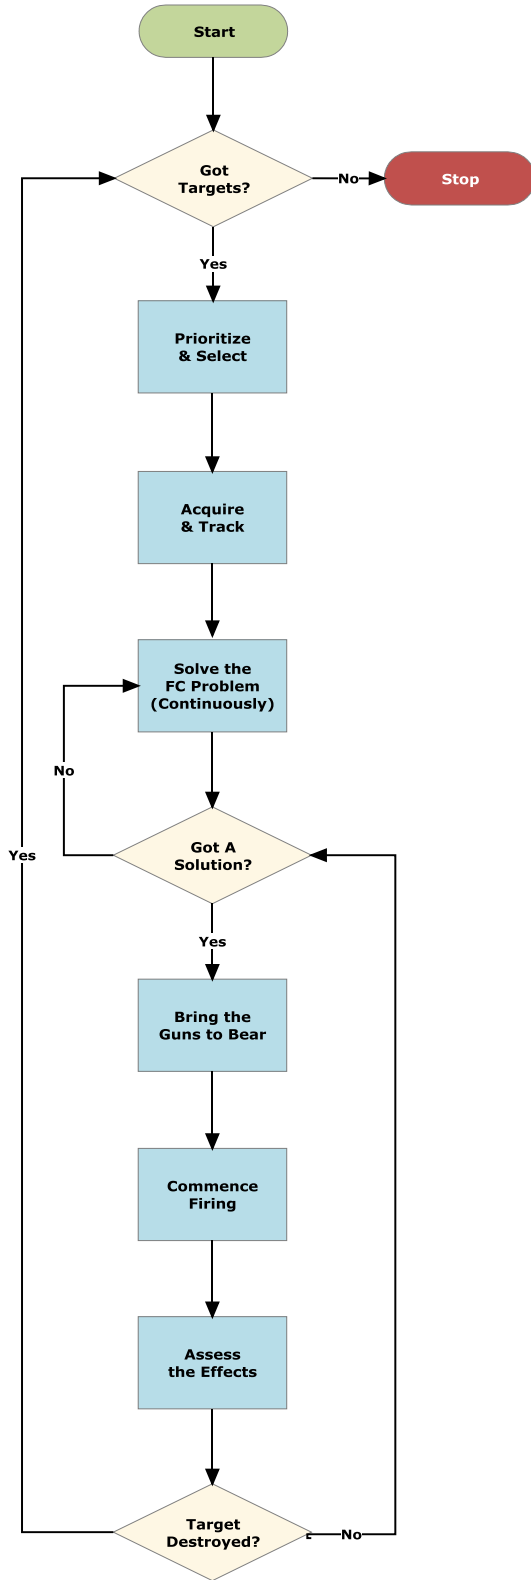 Start
Got
Targets?
No
Stop
Yes
Prioritize
& Select
Acquire
& Track
Solve the
FC Problem
(Continuously)
No
Got A
Solution?
Yes
Yes
Bring the
Guns to Bear
Commence
Firing
Assess
the Effects
Target
Destroyed?
No